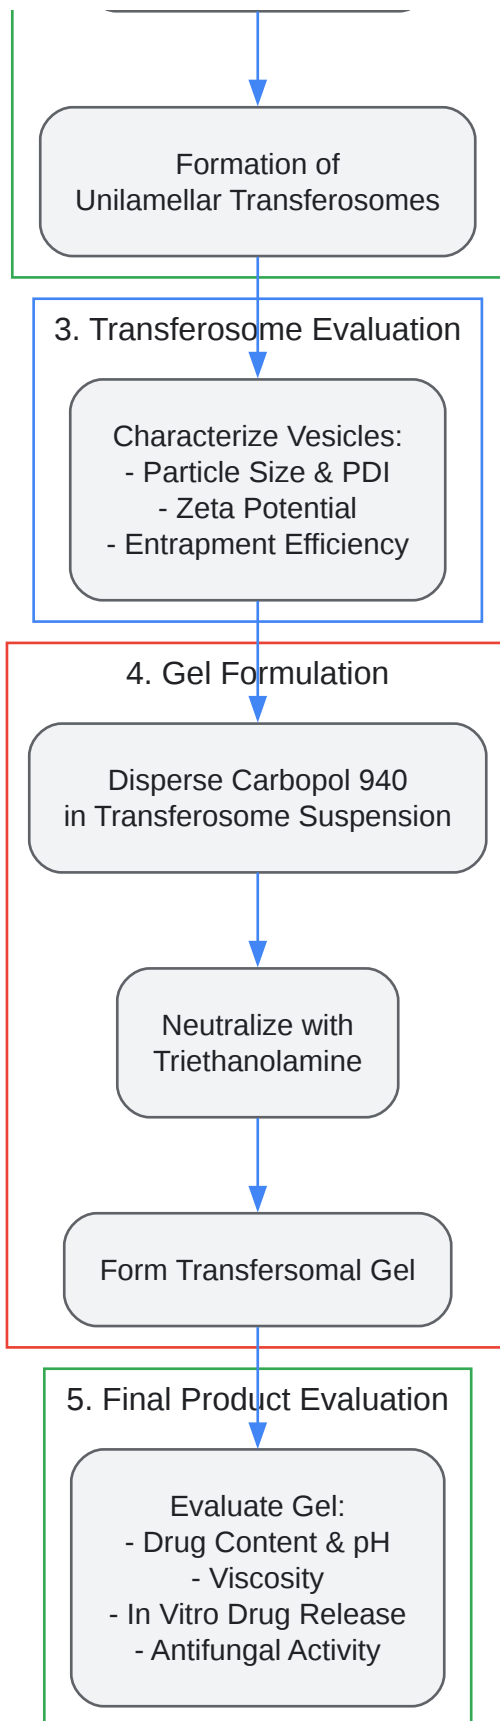 Formation of
Unilamellar Transferosomes
3. Transferosome Evaluation
Characterize Vesicles:
- Particle Size & PDI
- Zeta Potential
- Entrapment Efficiency
4. Gel Formulation
Disperse Carbopol 940
in Transferosome Suspension
Neutralize with
Triethanolamine
Form Transfersomal Gel
5. Final Product Evaluation
Evaluate Gel:
- Drug Content & pH
- Viscosity
- In Vitro Drug Release
- Antifungal Activity